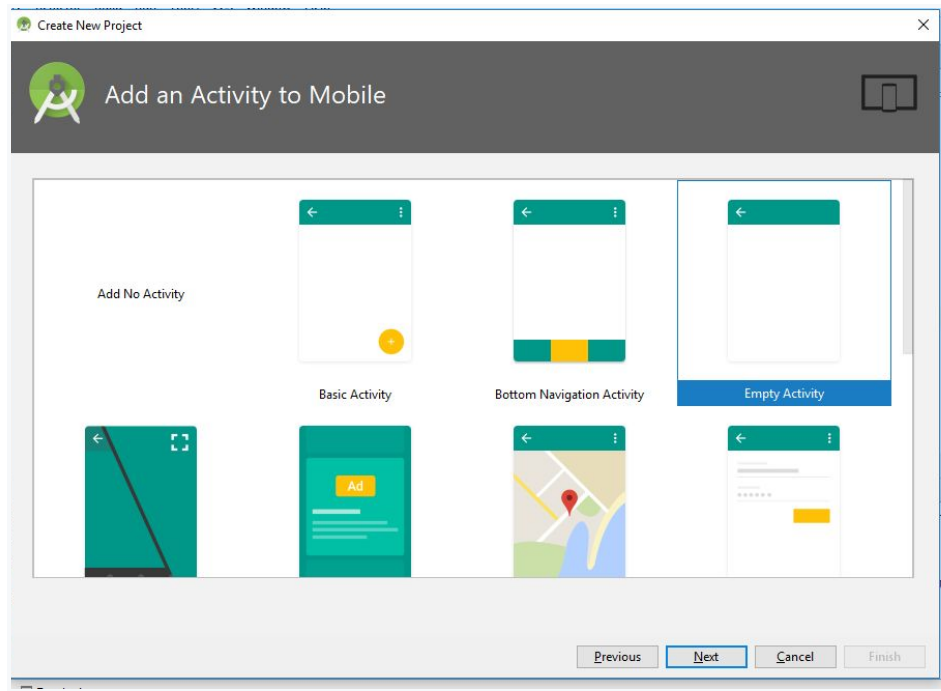 Create New Project
Add an Activity to Mobile
Add No Activity
Basic Activity
Bottom Navigation Activity
Empty Activity
Ad
Previous
Next
Cancel
Finish